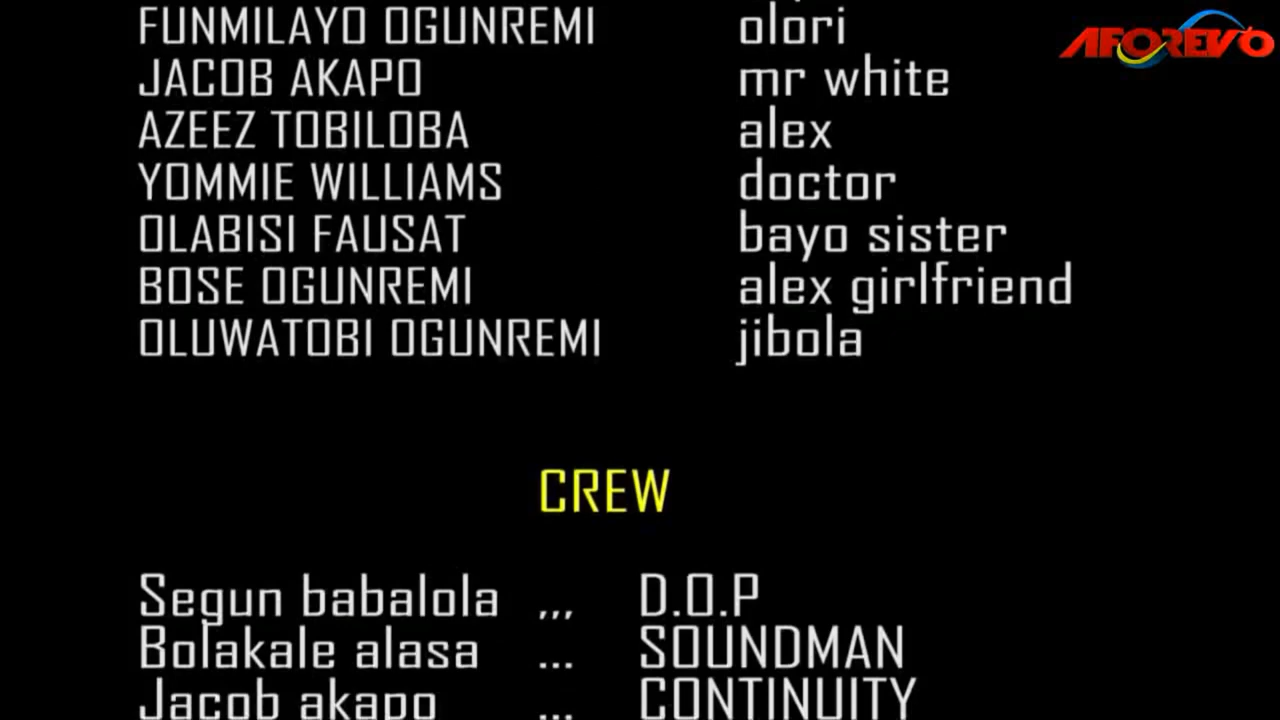 FUNMILAYO OGUNREMI olori
AFOREVO
JACOB AKAPO mr white
AZEEZ TOBILOBA alex
YOMMIE WILLIAMS doctor
OLABISI FAUSAT bayo sister
BOSE OGUNREMI alex girlfriend
OLUWATOBI OGUNREMI jibola
CREW
Segun babalola ,,, D.O.P
Bolakale alasa ... SOUNDMAN
Jacob akapo ... CONTINUITY